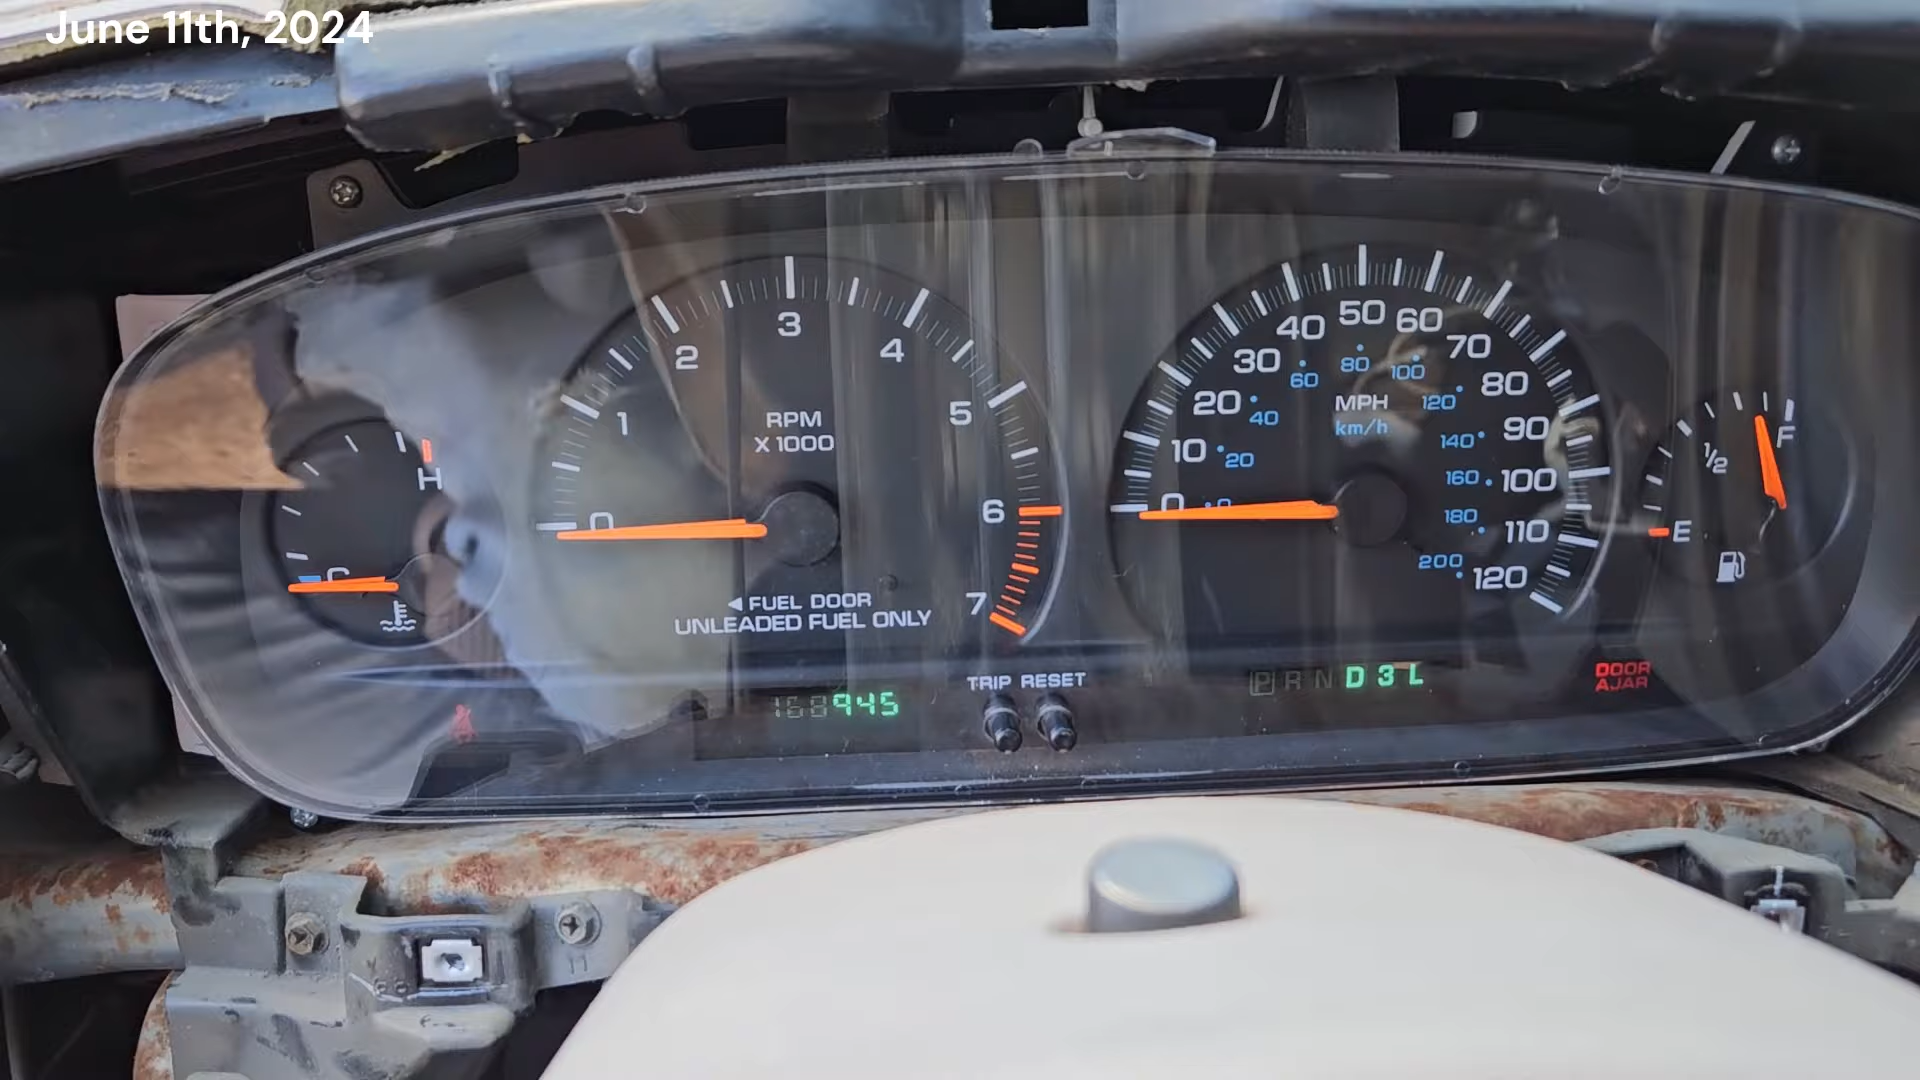 June 11th, 2024
3
2
4
1
5
RPM
X 1000
0
6
7
H
C
◄ FUEL DOOR
UNLEADED FUEL ONLY
TRIP RESET
168945
50
40
60
30
70
20
80
10
90
0
100
110
120
MPH
km/h
80
60
100
40
120
20
140
0
160
180
200
P R N D 3 L
DOOR
AJAR
1/2
F
E